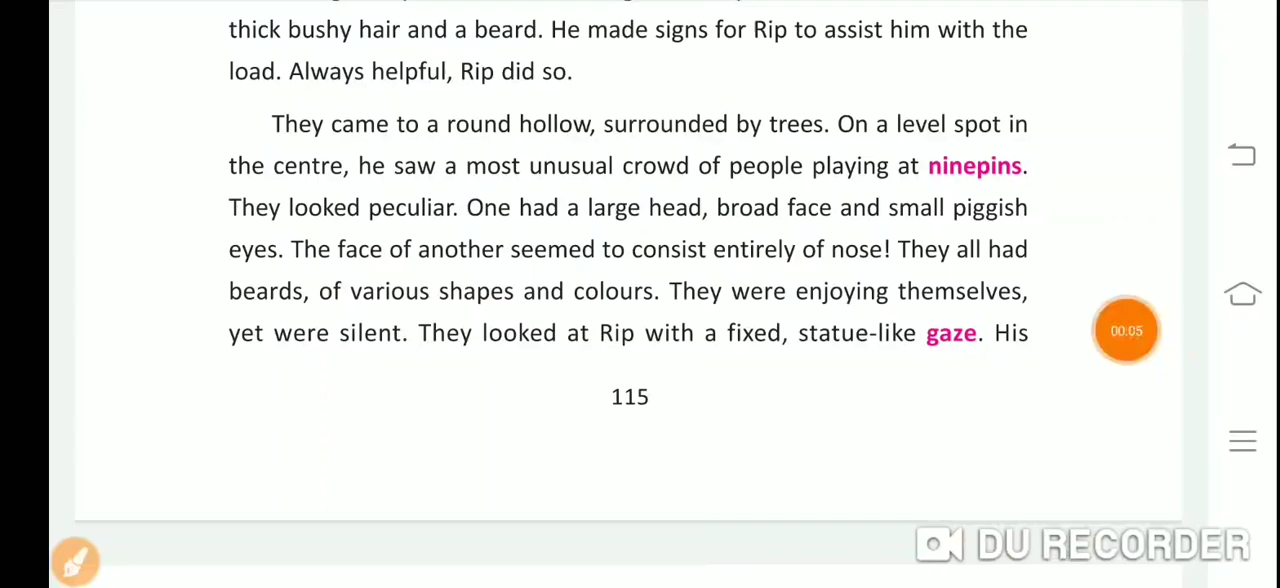 thick bushy hair and a beard. He made signs for Rip to assist him with the
load. Always helpful, Rip did so.
They came to a round hollow, surrounded by trees. On a level spot in
the centre, he saw a most unusual crowd of people playing at ninepins.
They looked peculiar. One had a large head, broad face and small piggish
eyes. The face of another seemed to consist entirely of nose! They all had
beards, of various shapes and colours. They were enjoying themselves,
yet were silent. They looked at Rip with a fixed, statue-like gaze. His
00:05
115
DU RECORDER